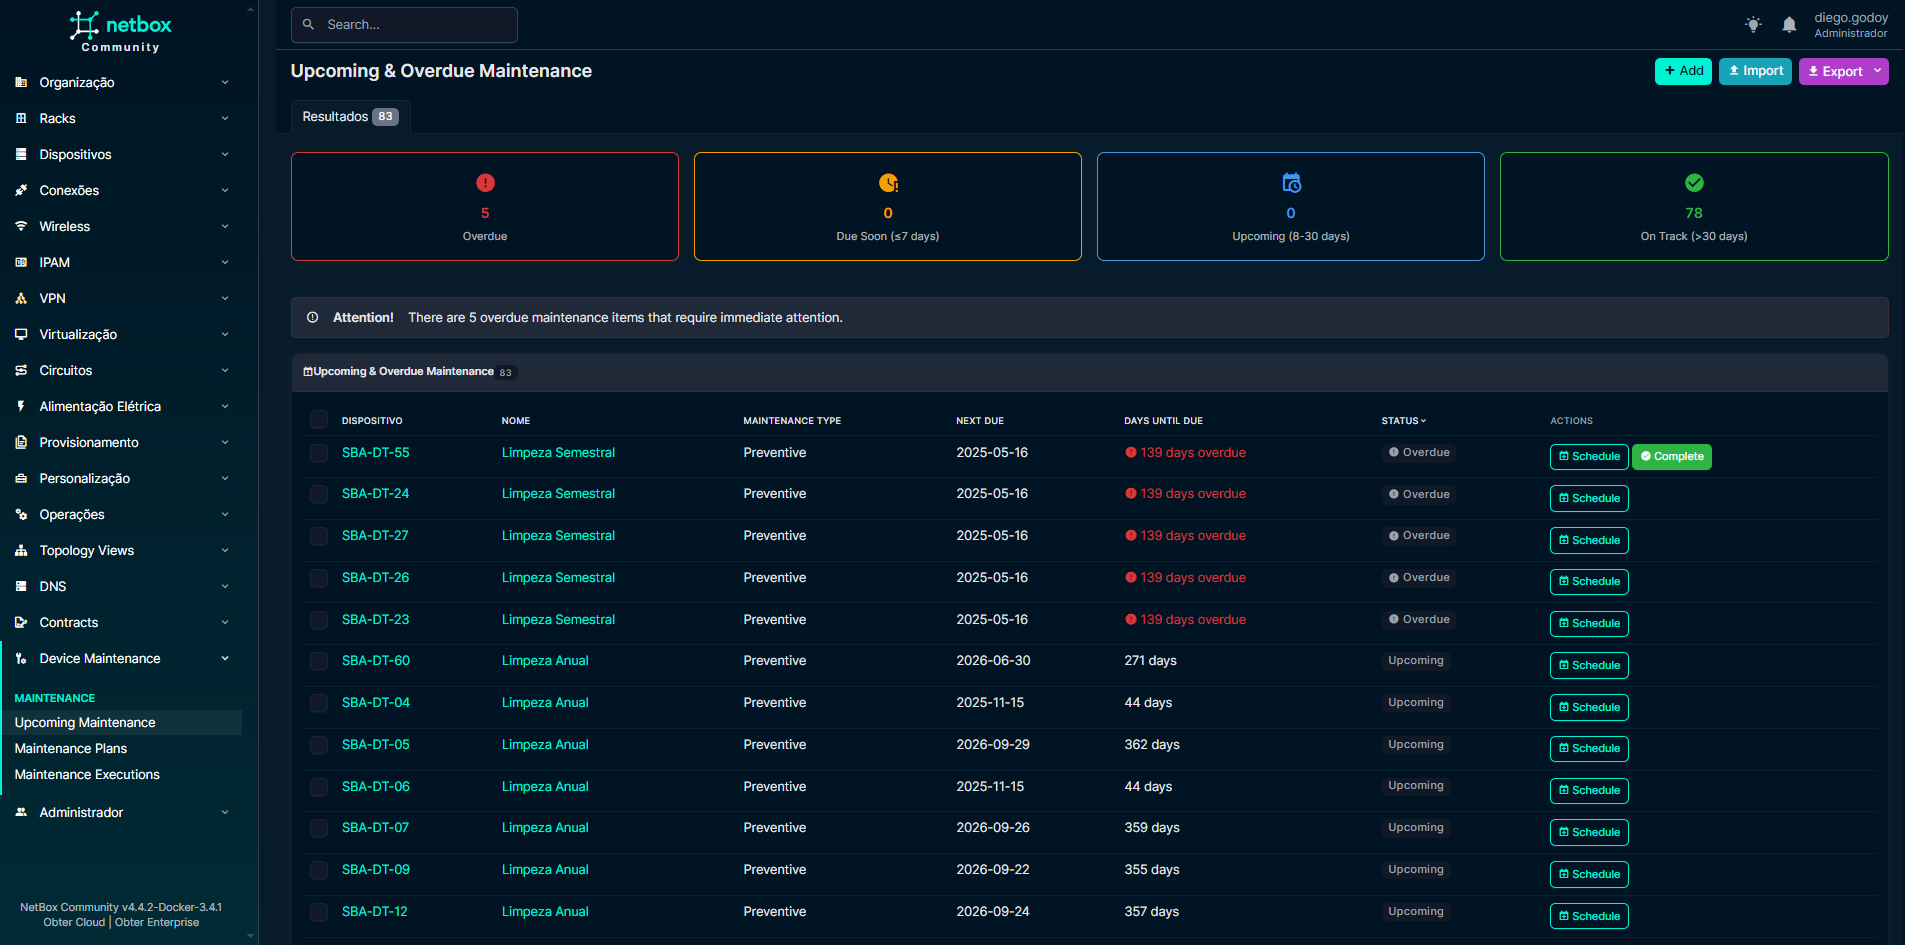 netbox
Community
Organização
Racks
Dispositivos
Conexões
Wireless
IPAM
VPN
Virtualização
Circuitos
Alimentação Elétrica
Provisionamento
Personalização
Operações
Topology Views
DNS
Contracts
Device Maintenance
MAINTENANCE
Upcoming Maintenance
Maintenance Plans
Maintenance Executions
Administrador
NetBox Community v4.4.2-Docker-3.4.1
Obter Cloud | Obter Enterprise
Search...
diego.godoy
Administrador
Upcoming & Overdue Maintenance
+ Add Import Export
Resultados 83
5
Overdue
0
Due Soon (≤7 days)
0
Upcoming (8-30 days)
78
On Track (>30 days)
Attention! There are 5 overdue maintenance items that require immediate attention.
Upcoming & Overdue Maintenance 83
DISPOSITIVO NOME MAINTENANCE TYPE NEXT DUE DAYS UNTIL DUE STATUS ACTIONS
SBA-DT-55 Limpeza Semestral Preventive 2025-05-16 139 days overdue Overdue Schedule Complete
SBA-DT-24 Limpeza Semestral Preventive 2025-05-16 139 days overdue Overdue Schedule
SBA-DT-27 Limpeza Semestral Preventive 2025-05-16 139 days overdue Overdue Schedule
SBA-DT-26 Limpeza Semestral Preventive 2025-05-16 139 days overdue Overdue Schedule
SBA-DT-23 Limpeza Semestral Preventive 2025-05-16 139 days overdue Overdue Schedule
SBA-DT-60 Limpeza Anual Preventive 2026-06-30 271 days Upcoming Schedule
SBA-DT-04 Limpeza Anual Preventive 2025-11-15 44 days Upcoming Schedule
SBA-DT-05 Limpeza Anual Preventive 2026-09-29 362 days Upcoming Schedule
SBA-DT-06 Limpeza Anual Preventive 2025-11-15 44 days Upcoming Schedule
SBA-DT-07 Limpeza Anual Preventive 2026-09-26 359 days Upcoming Schedule
SBA-DT-09 Limpeza Anual Preventive 2026-09-22 355 days Upcoming Schedule
SBA-DT-12 Limpeza Anual Preventive 2026-09-24 357 days Upcoming Schedule